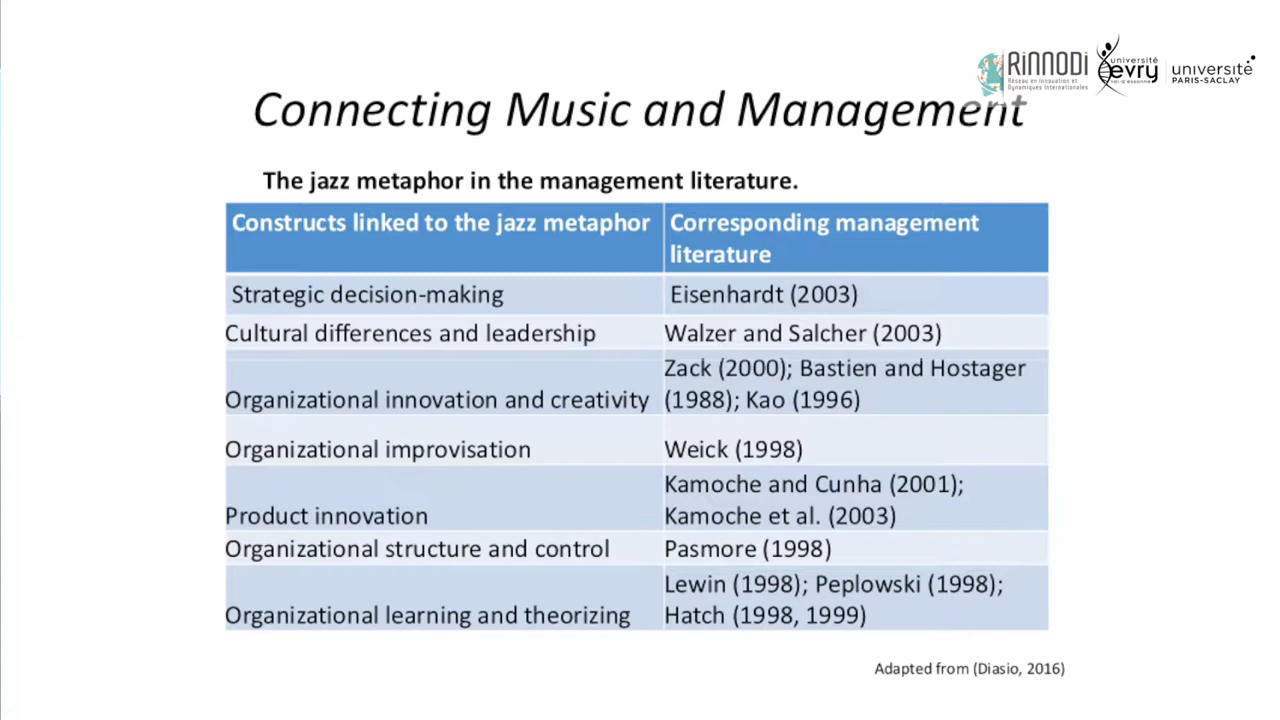 RiNNODi
Réseau en Innovation et
Dynamiques Internationales
université
evry
université
PARIS-SACLAY
Connecting Music and Management
The jazz metaphor in the management literature.
Constructs linked to the jazz metaphor
Corresponding management
literature
Strategic decision-making
Eisenhardt (2003)
Cultural differences and leadership
Walzer and Salcher (2003)
Organizational innovation and creativity
Zack (2000); Bastien and Hostager
(1988); Kao (1996)
Organizational improvisation
Weick (1998)
Product innovation
Kamoche and Cunha (2001);
Kamoche et al. (2003)
Organizational structure and control
Pasmore (1998)
Organizational learning and theorizing
Lewin (1998); Peplowski (1998);
Hatch (1998, 1999)
Adapted from (Diasio, 2016)